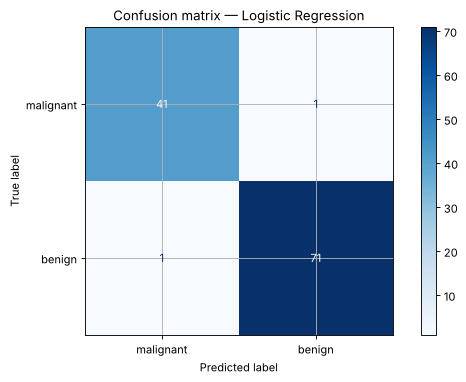 Confusion matrix — Logistic Regression
True label
malignant
benign
41
1
1
71
malignant
benign
Predicted label
70
60
50
40
30
20
10